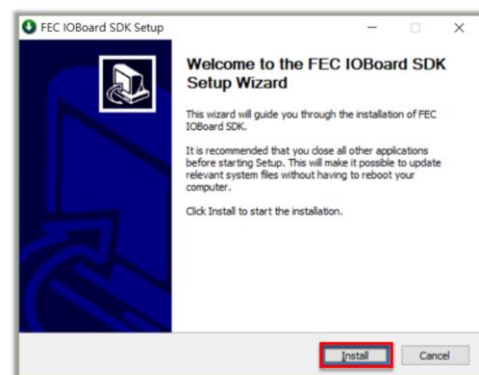 FEC IOBoard SDK Setup
Welcome to the FEC IOBoard SDK
Setup Wizard
This wizard will guide you through the installation of FEC
IOBoard SDK.
It is recommended that you close all other applications
before starting Setup. This will make it possible to update
relevant system files without having to reboot your
computer.
Click Install to start the installation.
Install Cancel